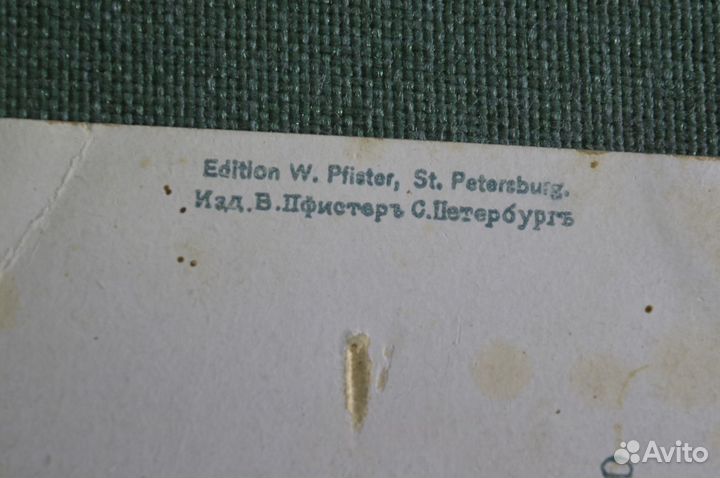 Edition W. Pfister, St. Petersburg.
Изд. В. Пфистеръ С. Петербургъ
Avito